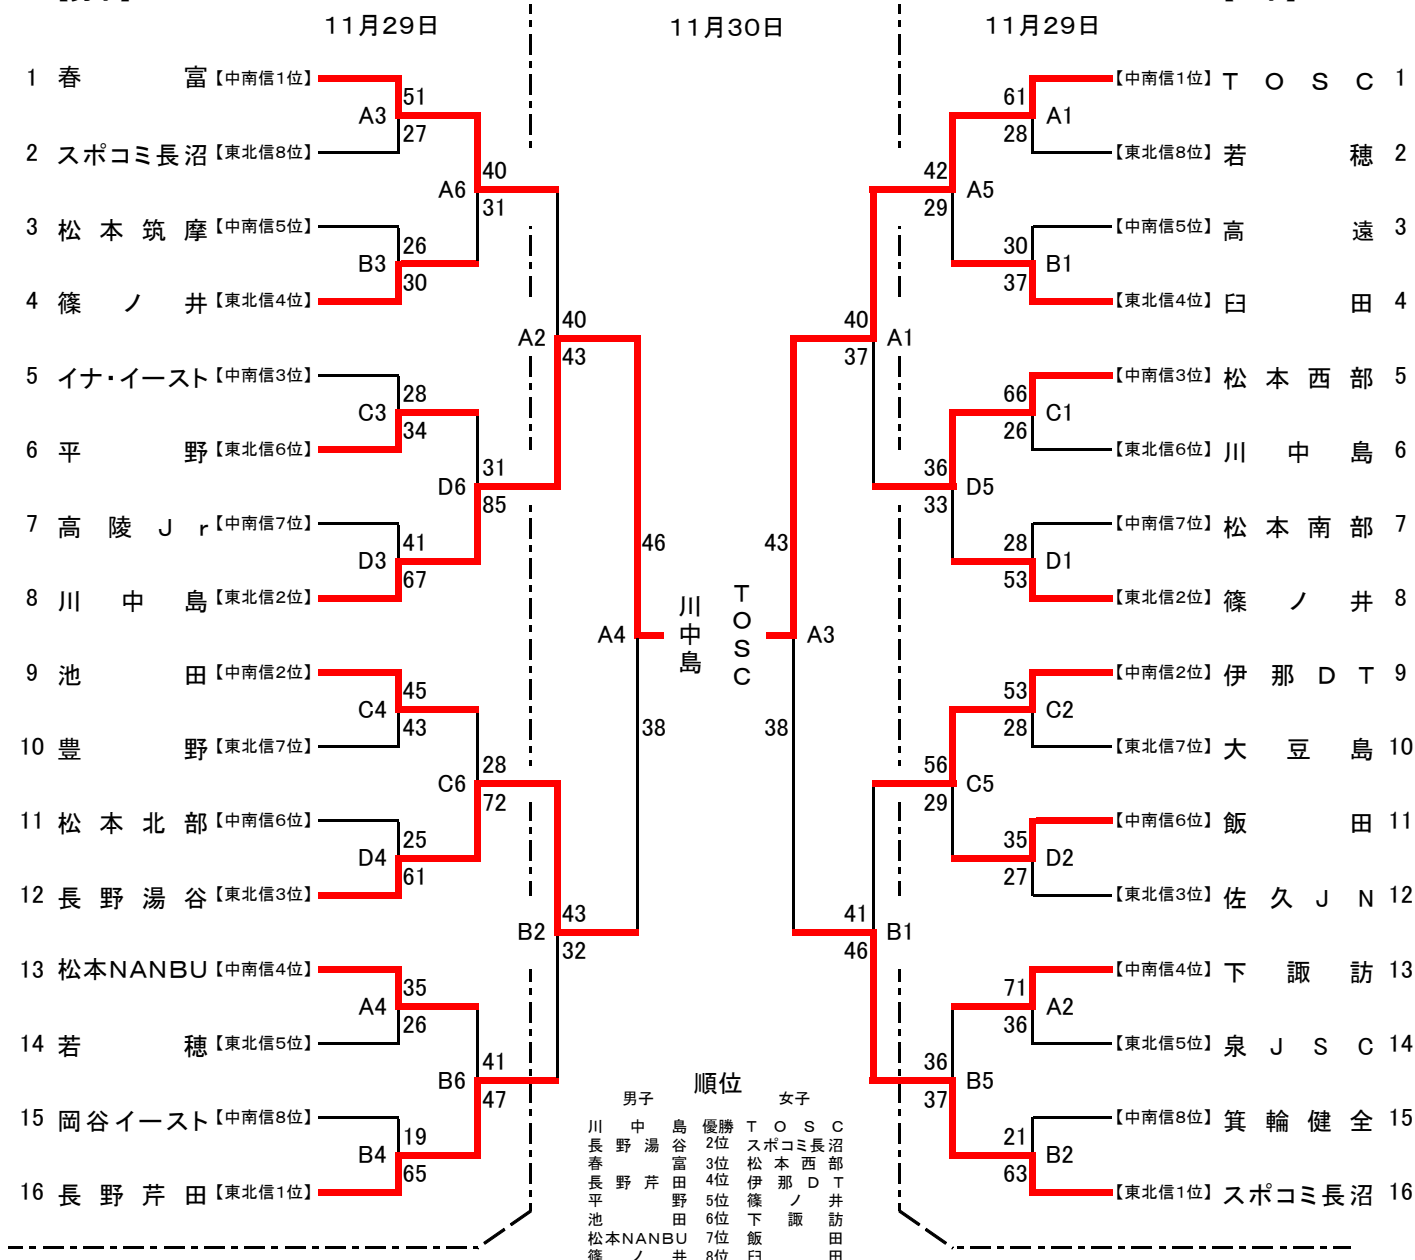 11月29日 11月30日 11月29日
1 春富【中南信1位】
51
A3
27
2 スポコミ長沼【東北信8位】
40
A6
31
3 松本筑摩【中南信5位】
26
B3
30
4 篠ノ井【東北信4位】
40
A2
43
5 イナ・イースト【中南信3位】
28
C3
34
6 平野【東北信6位】
31
D6
85
7 高陵Jr【中南信7位】
41
D3
67
8 川中島【東北信2位】
46
A4
38
川中島
9 池田【中南信2位】
45
C4
43
10 豊野【東北信7位】
28
C6
72
11 松本北部【中南信6位】
25
D4
61
12 長野湯谷【東北信3位】
43
B2
32
13 松本NANBU【中南信4位】
35
A4
26
14 若穂【東北信5位】
41
B6
47
15 岡谷イースト【中南信8位】
19
B4
65
16 長野芹田【東北信1位】
【中南信1位】TOSC 1
61
A1
28
【東北信8位】若穂 2
42
A5
29
【中南信5位】高遠 3
30
B1
37
【東北信4位】臼田 4
40
A1
37
【中南信3位】松本西部 5
66
C1
26
【東北信6位】川中島 6
36
D5
33
【中南信7位】松本南部 7
28
D1
53
【東北信2位】篠ノ井 8
43
A3
38
TOSC
【中南信2位】伊那DT 9
53
C2
28
【東北信7位】大豆島 10
56
C5
29
【中南信6位】飯田 11
35
D2
27
【東北信3位】佐久JN 12
41
B1
46
【中南信4位】下諏訪 13
71
A2
36
【東北信5位】泉JSC 14
36
B5
37
【中南信8位】箕輪健全 15
21
B2
63
【東北信1位】スポコミ長沼 16
順位
男子 女子
川中島 優勝 TOSC
長野湯谷 2位 スポコミ長沼
春富 3位 松本西部
長野芹田 4位 伊那DT
平野 5位 篠ノ井
池田 6位 下諏訪
松本NANBU 7位 飯田
篠ノ井 8位 臼田